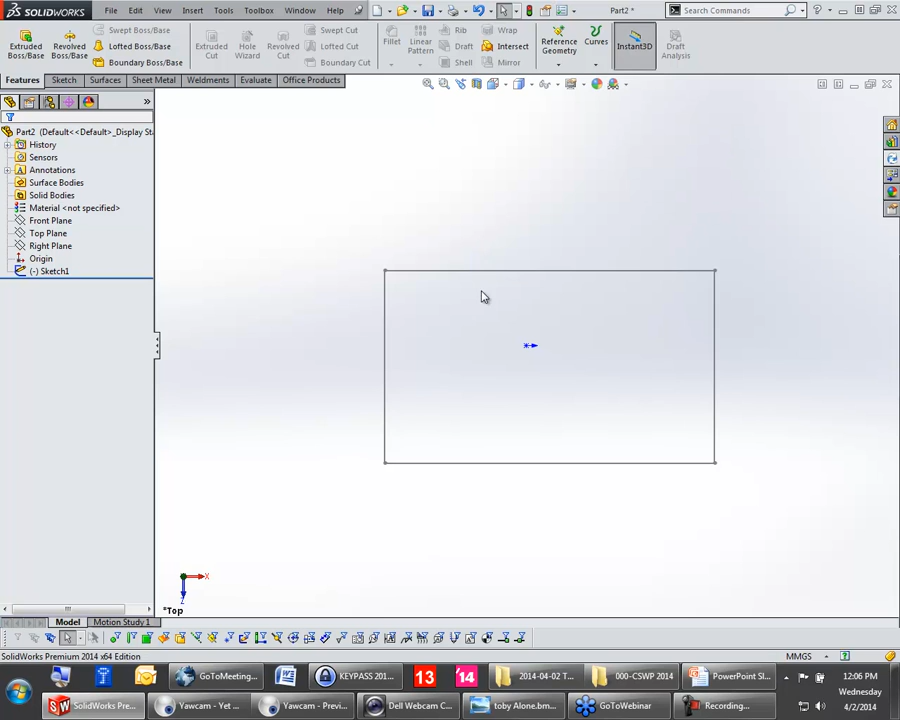 SOLIDWORKS File Edit View Insert Tools Toolbox Window Help Part2 * Search Commands
Extruded Boss/Base
Revolved Boss/Base
Swept Boss/Base
Lofted Boss/Base
Boundary Boss/Base
Extruded Cut
Hole Wizard
Revolved Cut
Swept Cut
Lofted Cut
Boundary Cut
Fillet
Linear Pattern
Rib
Draft
Shell
Wrap
Intersect
Mirror
Reference Geometry
Curves
Instant3D
Draft Analysis
Features Sketch Surfaces Sheet Metal Weldments Evaluate Office Products
Part2 (Default<<Default>_Display Sta
History
Sensors
Annotations
Surface Bodies
Solid Bodies
Material <not specified>
Front Plane
Top Plane
Right Plane
Origin
(-) Sketch1
X
Z
*Top
Model Motion Study 1
SolidWorks Premium 2014 x64 Edition MMGS
GoToMeeting... KEYPASS 201... 13 '14 2014-04-02 T... 000-CSWP 2014 PowerPoint Sl... 12:06 PM
Wednesday
SolidWorks Pre... Yawcam - Yet ... Yawcam - Previ... Dell Webcam C... toby Alone.bm... GoToWebinar Recording... 4/2/2014